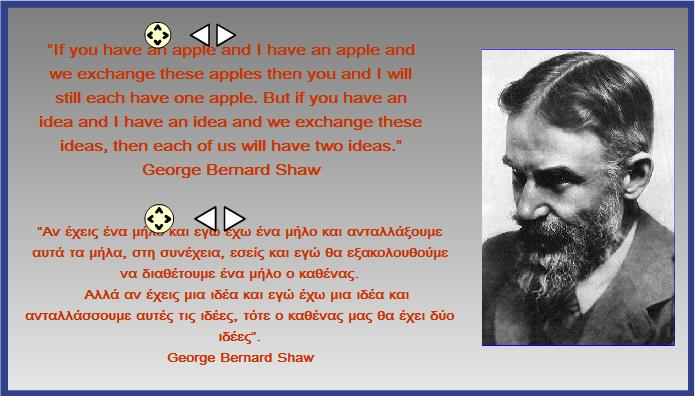 “If you have an apple and I have an apple and
we exchange these apples then you and I will
still each have one apple. But if you have an
idea and I have an idea and we exchange these
ideas, then each of us will have two ideas.”
George Bernard Shaw
“Αν έχεις ένα μήλο και εγώ έχω ένα μήλο και ανταλλάξουμε
αυτά τα μήλα, στη συνέχεια, εσείς και εγώ θα εξακολουθούμε
να διαθέτουμε ένα μήλο ο καθένας.
Αλλά αν έχεις μια ιδέα και εγώ έχω μια ιδέα και
ανταλλάσσουμε αυτές τις ιδέες, τότε ο καθένας μας θα έχει δύο
ιδέες”.
George Bernard Shaw